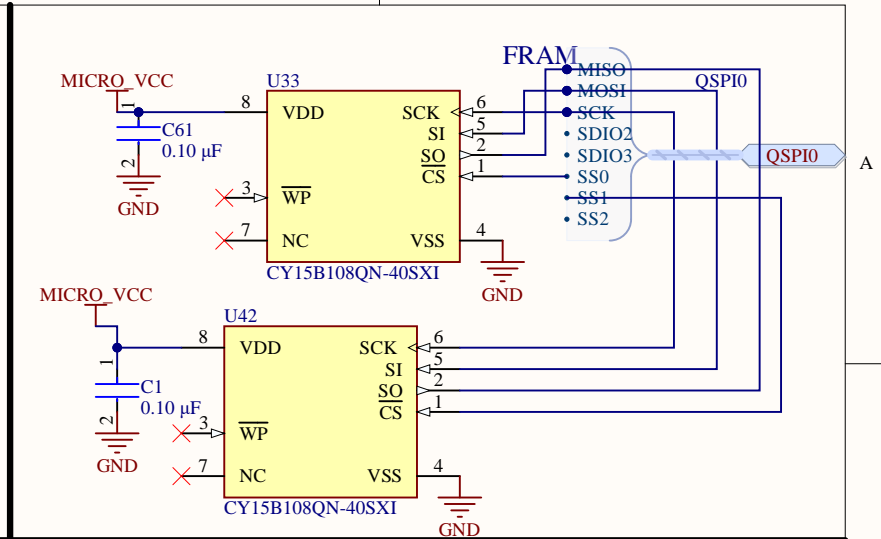 FRAM
MISO
MOSI
SCK
SDIO2
SDIO3
SS0
SS1
SS2
QSPI0
QSPI0
A
MICRO_VCC
1
C61
0.10 µF
2
GND
U33
8
VDD
3
WP
7
NC
SCK
6
SI
5
SO
2
CS
1
VSS
4
GND
CY15B108QN-40SXI
MICRO_VCC
1
C1
0.10 µF
2
GND
U42
8
VDD
3
WP
7
NC
SCK
6
SI
5
SO
2
CS
1
VSS
4
GND
CY15B108QN-40SXI